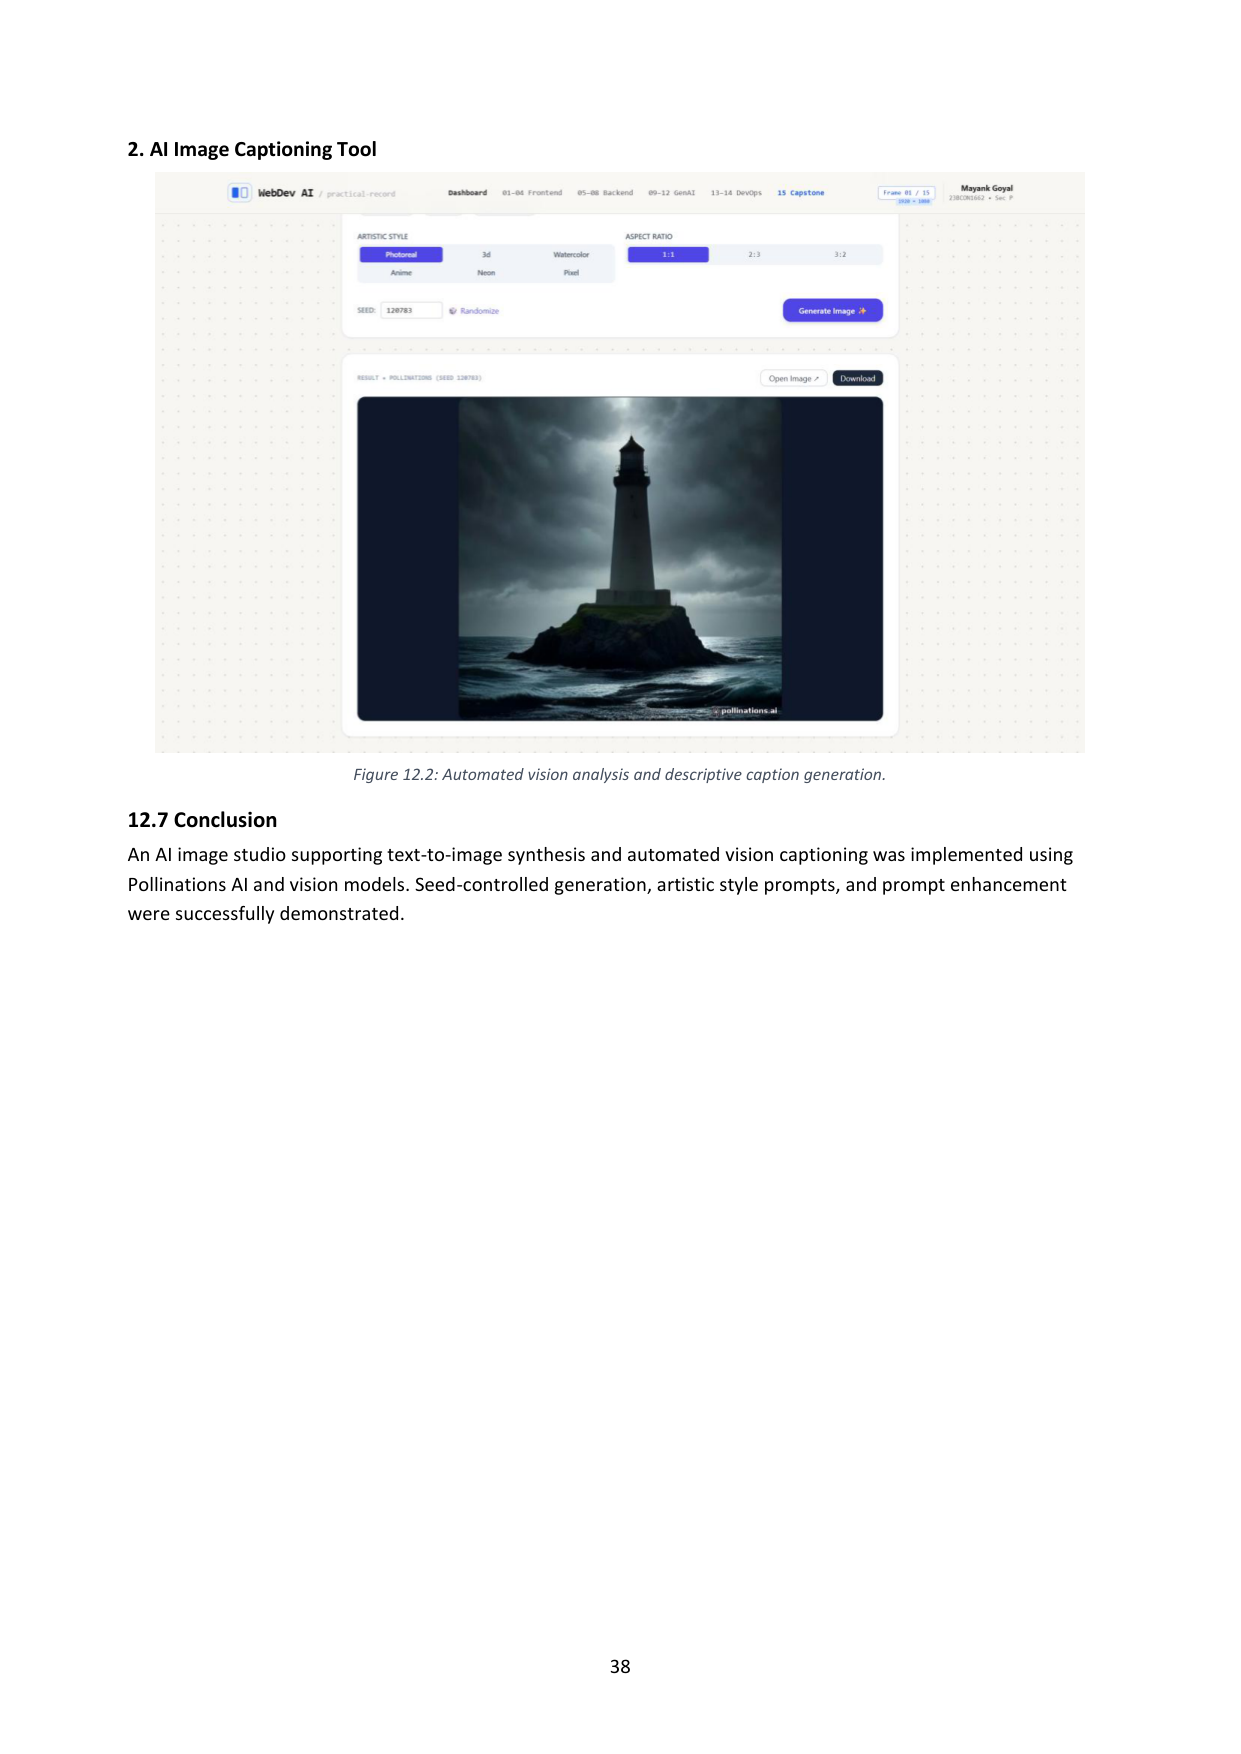 2. AI Image Captioning Tool
WebDev AI / practical-record Dashboard 01-04 Frontend 05-08 Backend 09-12 GenAI 13-14 DevOps 15 Capstone Frame 01 / 15 Mayank Goyal
ARTISTIC STYLE ASPECT RATIO
Photoreal 3d Watercolor 1:1 2:3 3:2
Anime Neon Pixel
SEED: 120783 Randomize Generate Image ✨
RESULT • POLLINATIONS (SEED 120783) Open Image ↗ Download
pollinations.ai
Figure 12.2: Automated vision analysis and descriptive caption generation.
12.7 Conclusion
An AI image studio supporting text-to-image synthesis and automated vision captioning was implemented using
Pollinations AI and vision models. Seed-controlled generation, artistic style prompts, and prompt enhancement
were successfully demonstrated.
38